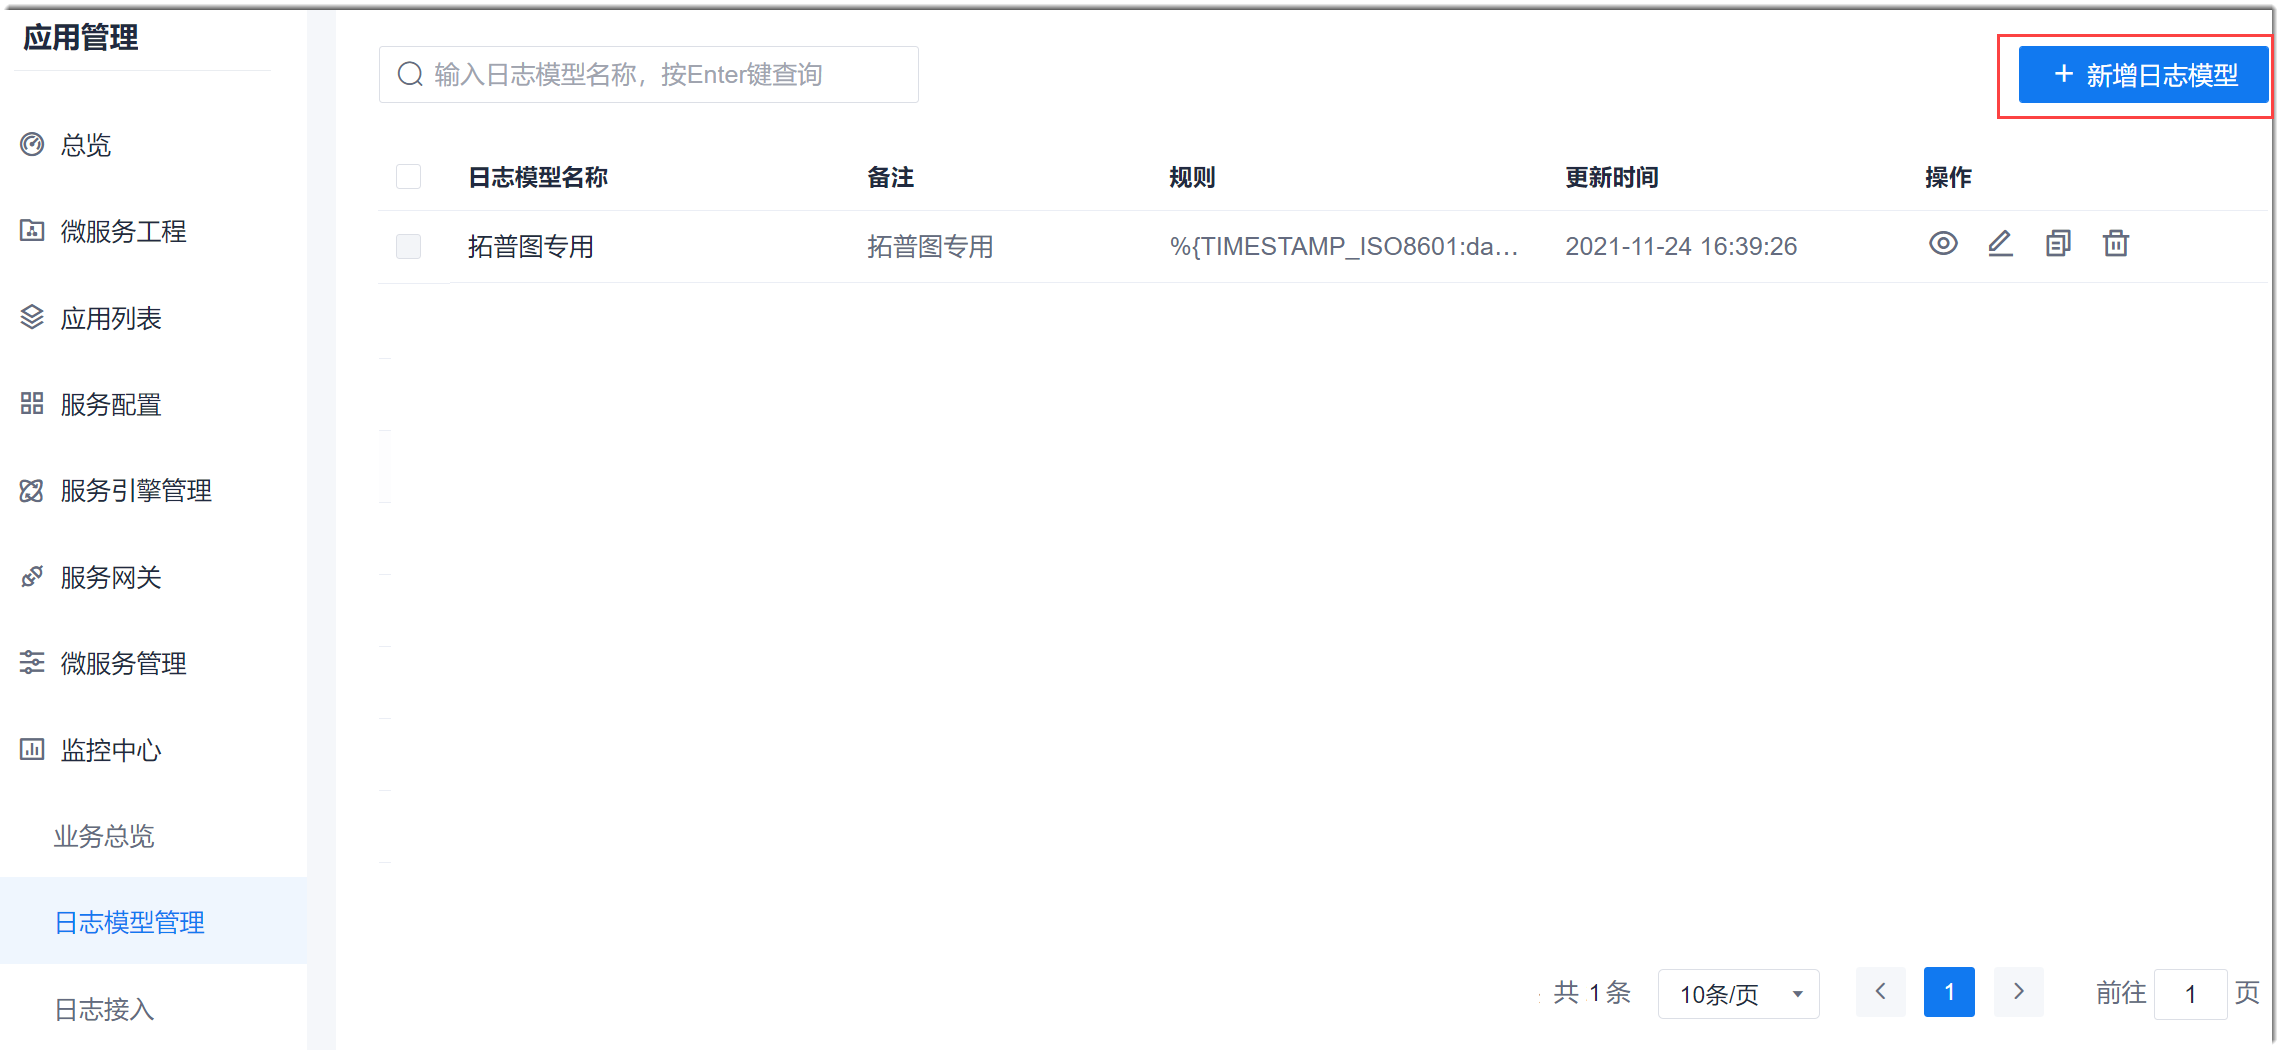 应用管理
总览
微服务工程
应用列表
服务配置
服务引擎管理
服务网关
微服务管理
监控中心
业务总览
日志模型管理
日志接入
输入日志模型名称，按Enter键查询
+ 新增日志模型
日志模型名称 备注 规则 更新时间 操作
拓普图专用 拓普图专用 %{TIMESTAMP_ISO8601:da... 2021-11-24 16:39:26
共 1 条 10条/页 < 1 > 前往 1 页